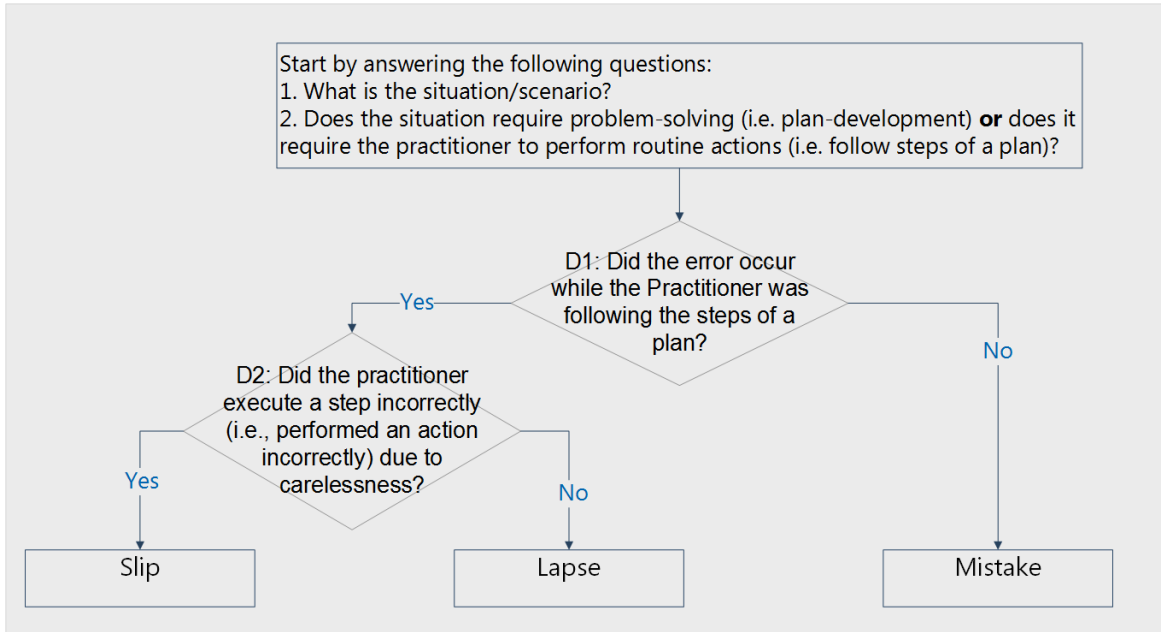 Start by answering the following questions:
1. What is the situation/scenario?
2. Does the situation require problem-solving (i.e. plan-development) or does it
require the practitioner to perform routine actions (i.e. follow steps of a plan)?
D1: Did the error occur
while the Practitioner was
following the steps of a
plan?
Yes
No
D2: Did the practitioner
execute a step incorrectly
(i.e., performed an action
incorrectly) due to
carelessness?
Yes
No
Slip
Lapse
Mistake